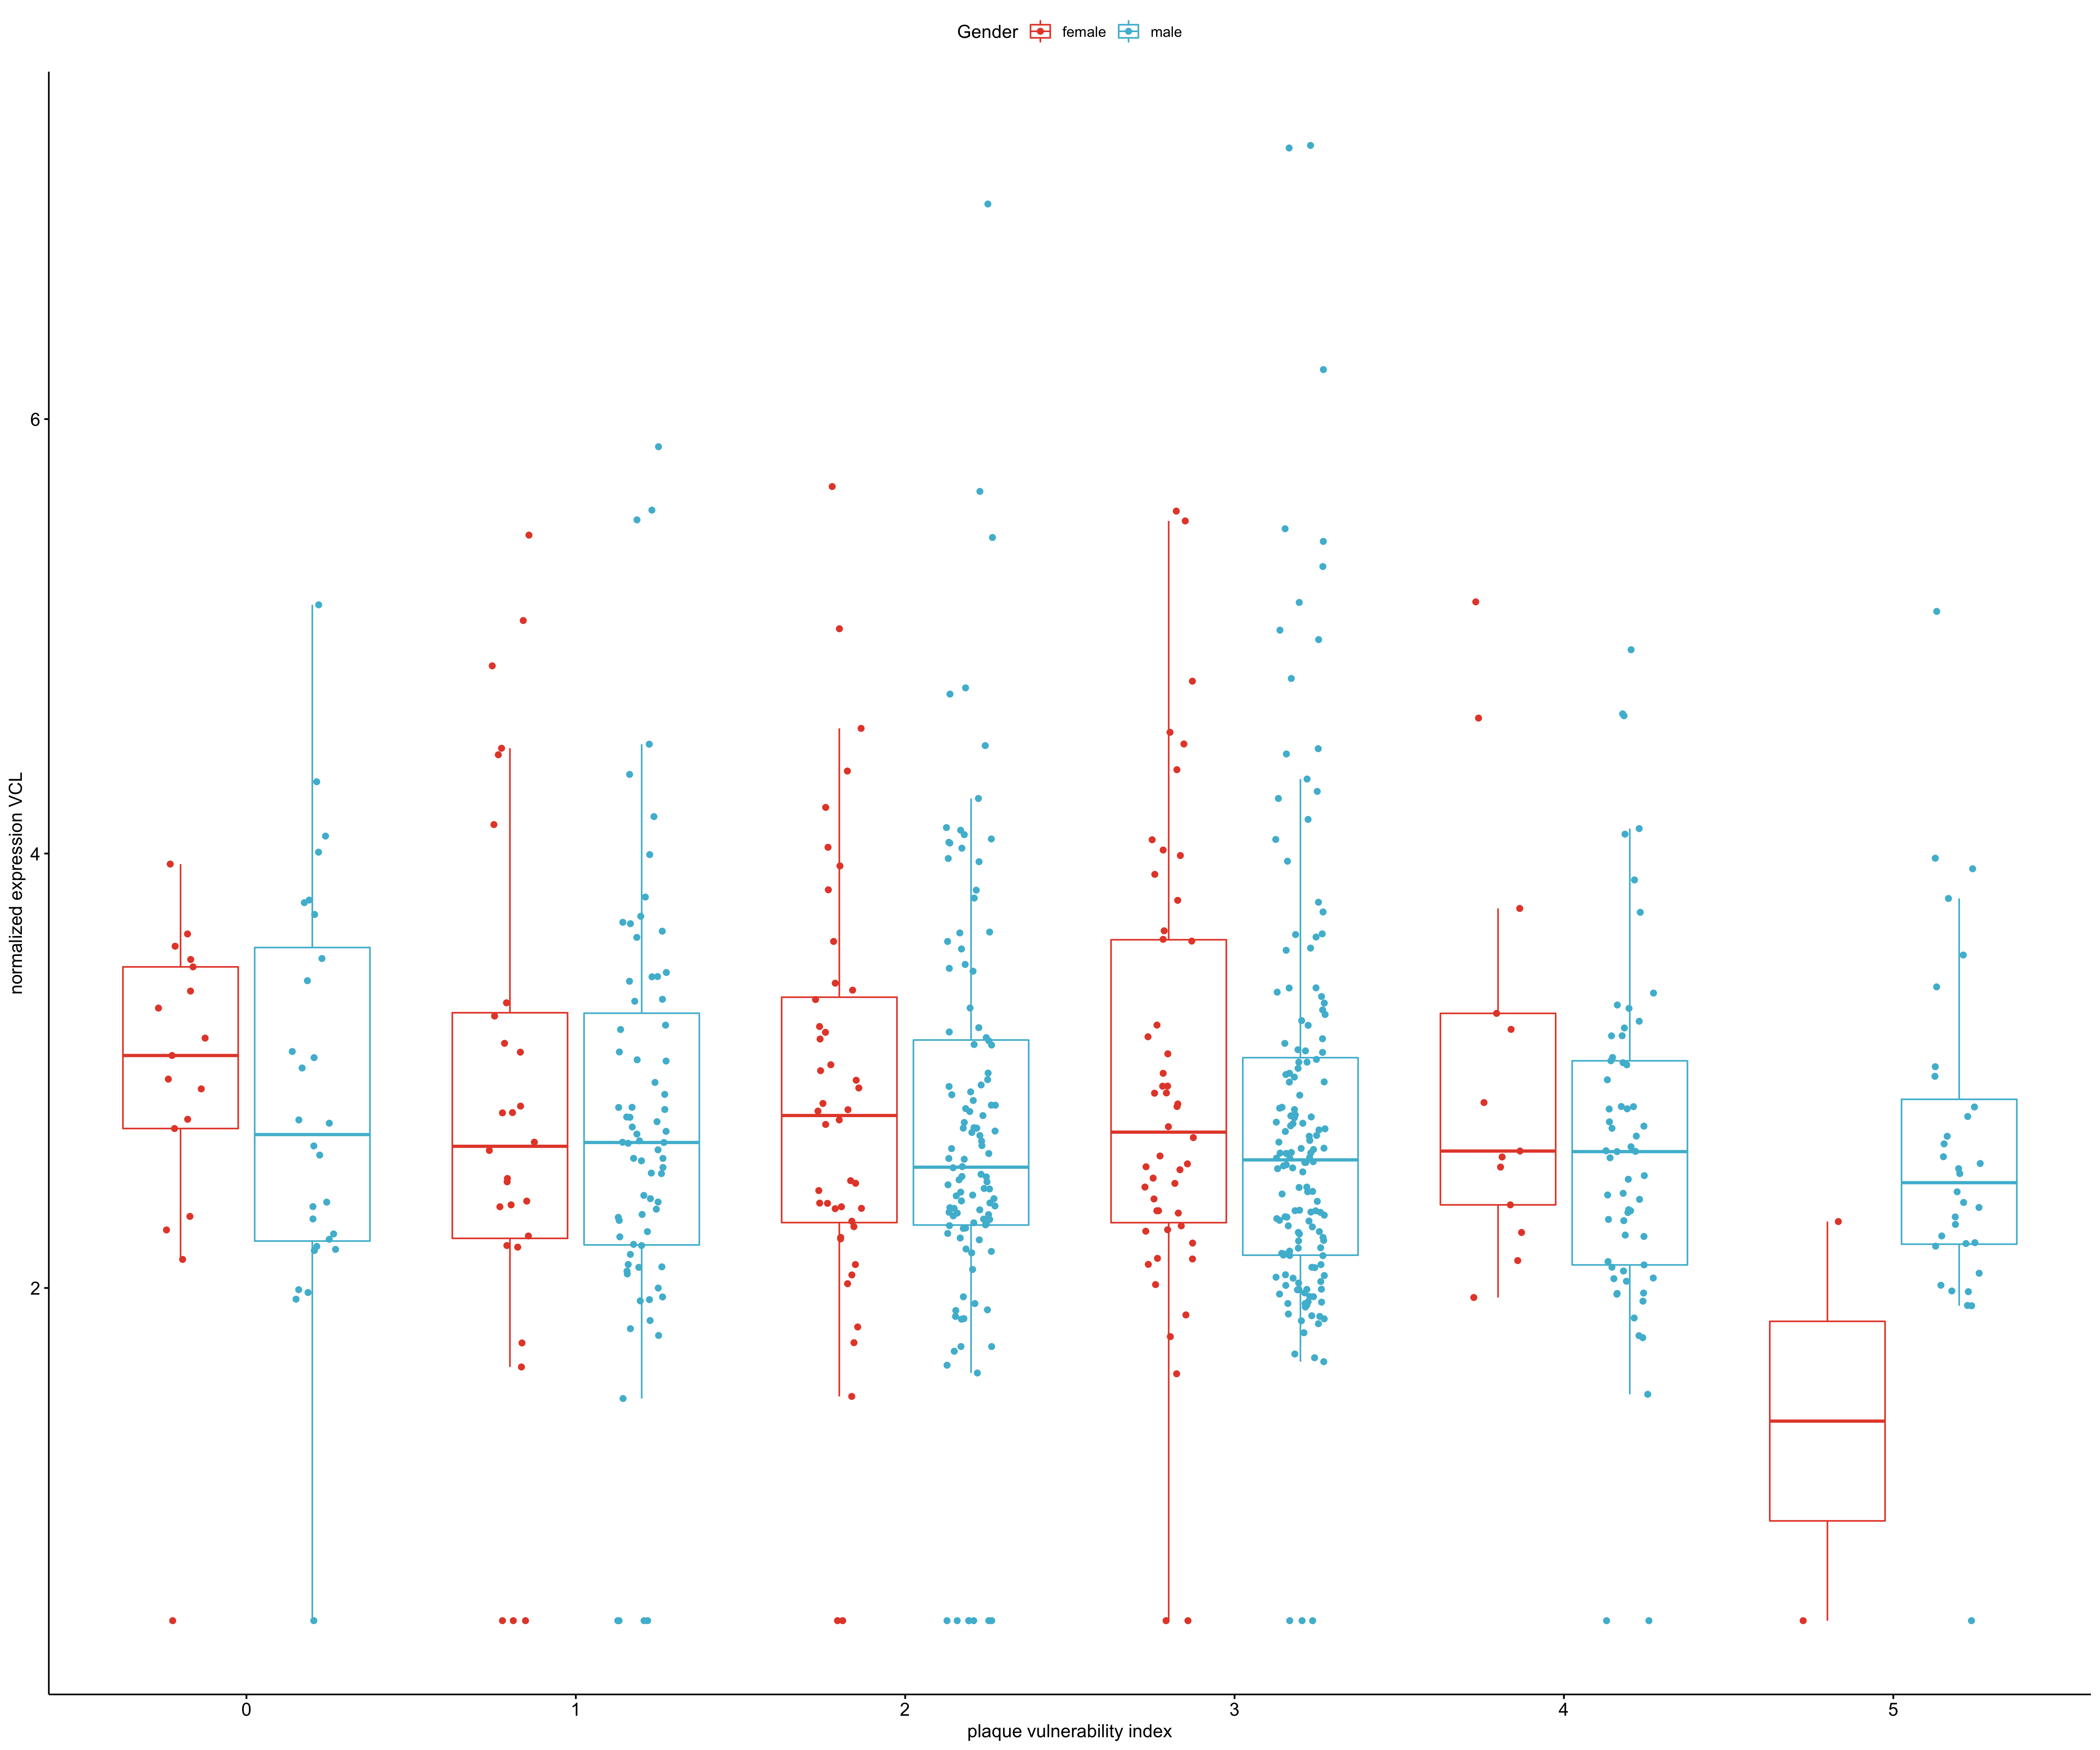 Gender female male
normalized expression VCL
6
4
2
0 1 2 3 4 5
plaque vulnerability index